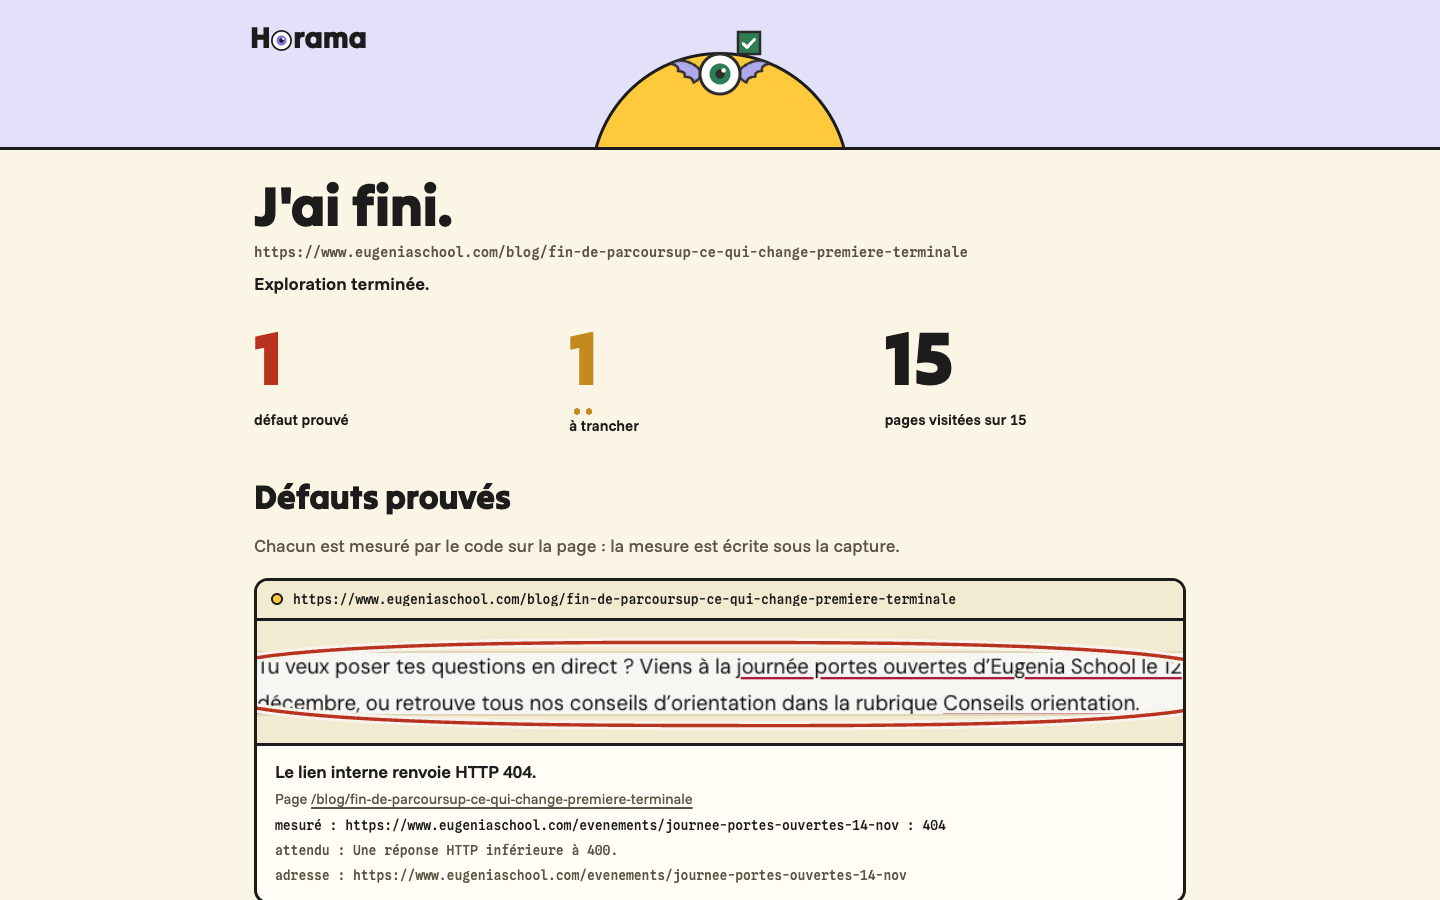 Horama
J'ai fini.
https://www.eugeniaschool.com/blog/fin-de-parcoursup-ce-qui-change-premiere-terminale
Exploration terminée.
1
défaut prouvé
1
à trancher
15
pages visitées sur 15
Défauts prouvés
Chacun est mesuré par le code sur la page : la mesure est écrite sous la capture.
https://www.eugeniaschool.com/blog/fin-de-parcoursup-ce-qui-change-premiere-terminale
Tu veux poser tes questions en direct ? Viens à la journée portes ouvertes d’Eugenia School le 12
décembre, ou retrouve tous nos conseils d’orientation dans la rubrique Conseils orientation.
Le lien interne renvoie HTTP 404.
Page /blog/fin-de-parcoursup-ce-qui-change-premiere-terminale
mesuré : https://www.eugeniaschool.com/evenements/journee-portes-ouvertes-14-nov : 404
attendu : Une réponse HTTP inférieure à 400.
adresse : https://www.eugeniaschool.com/evenements/journee-portes-ouvertes-14-nov